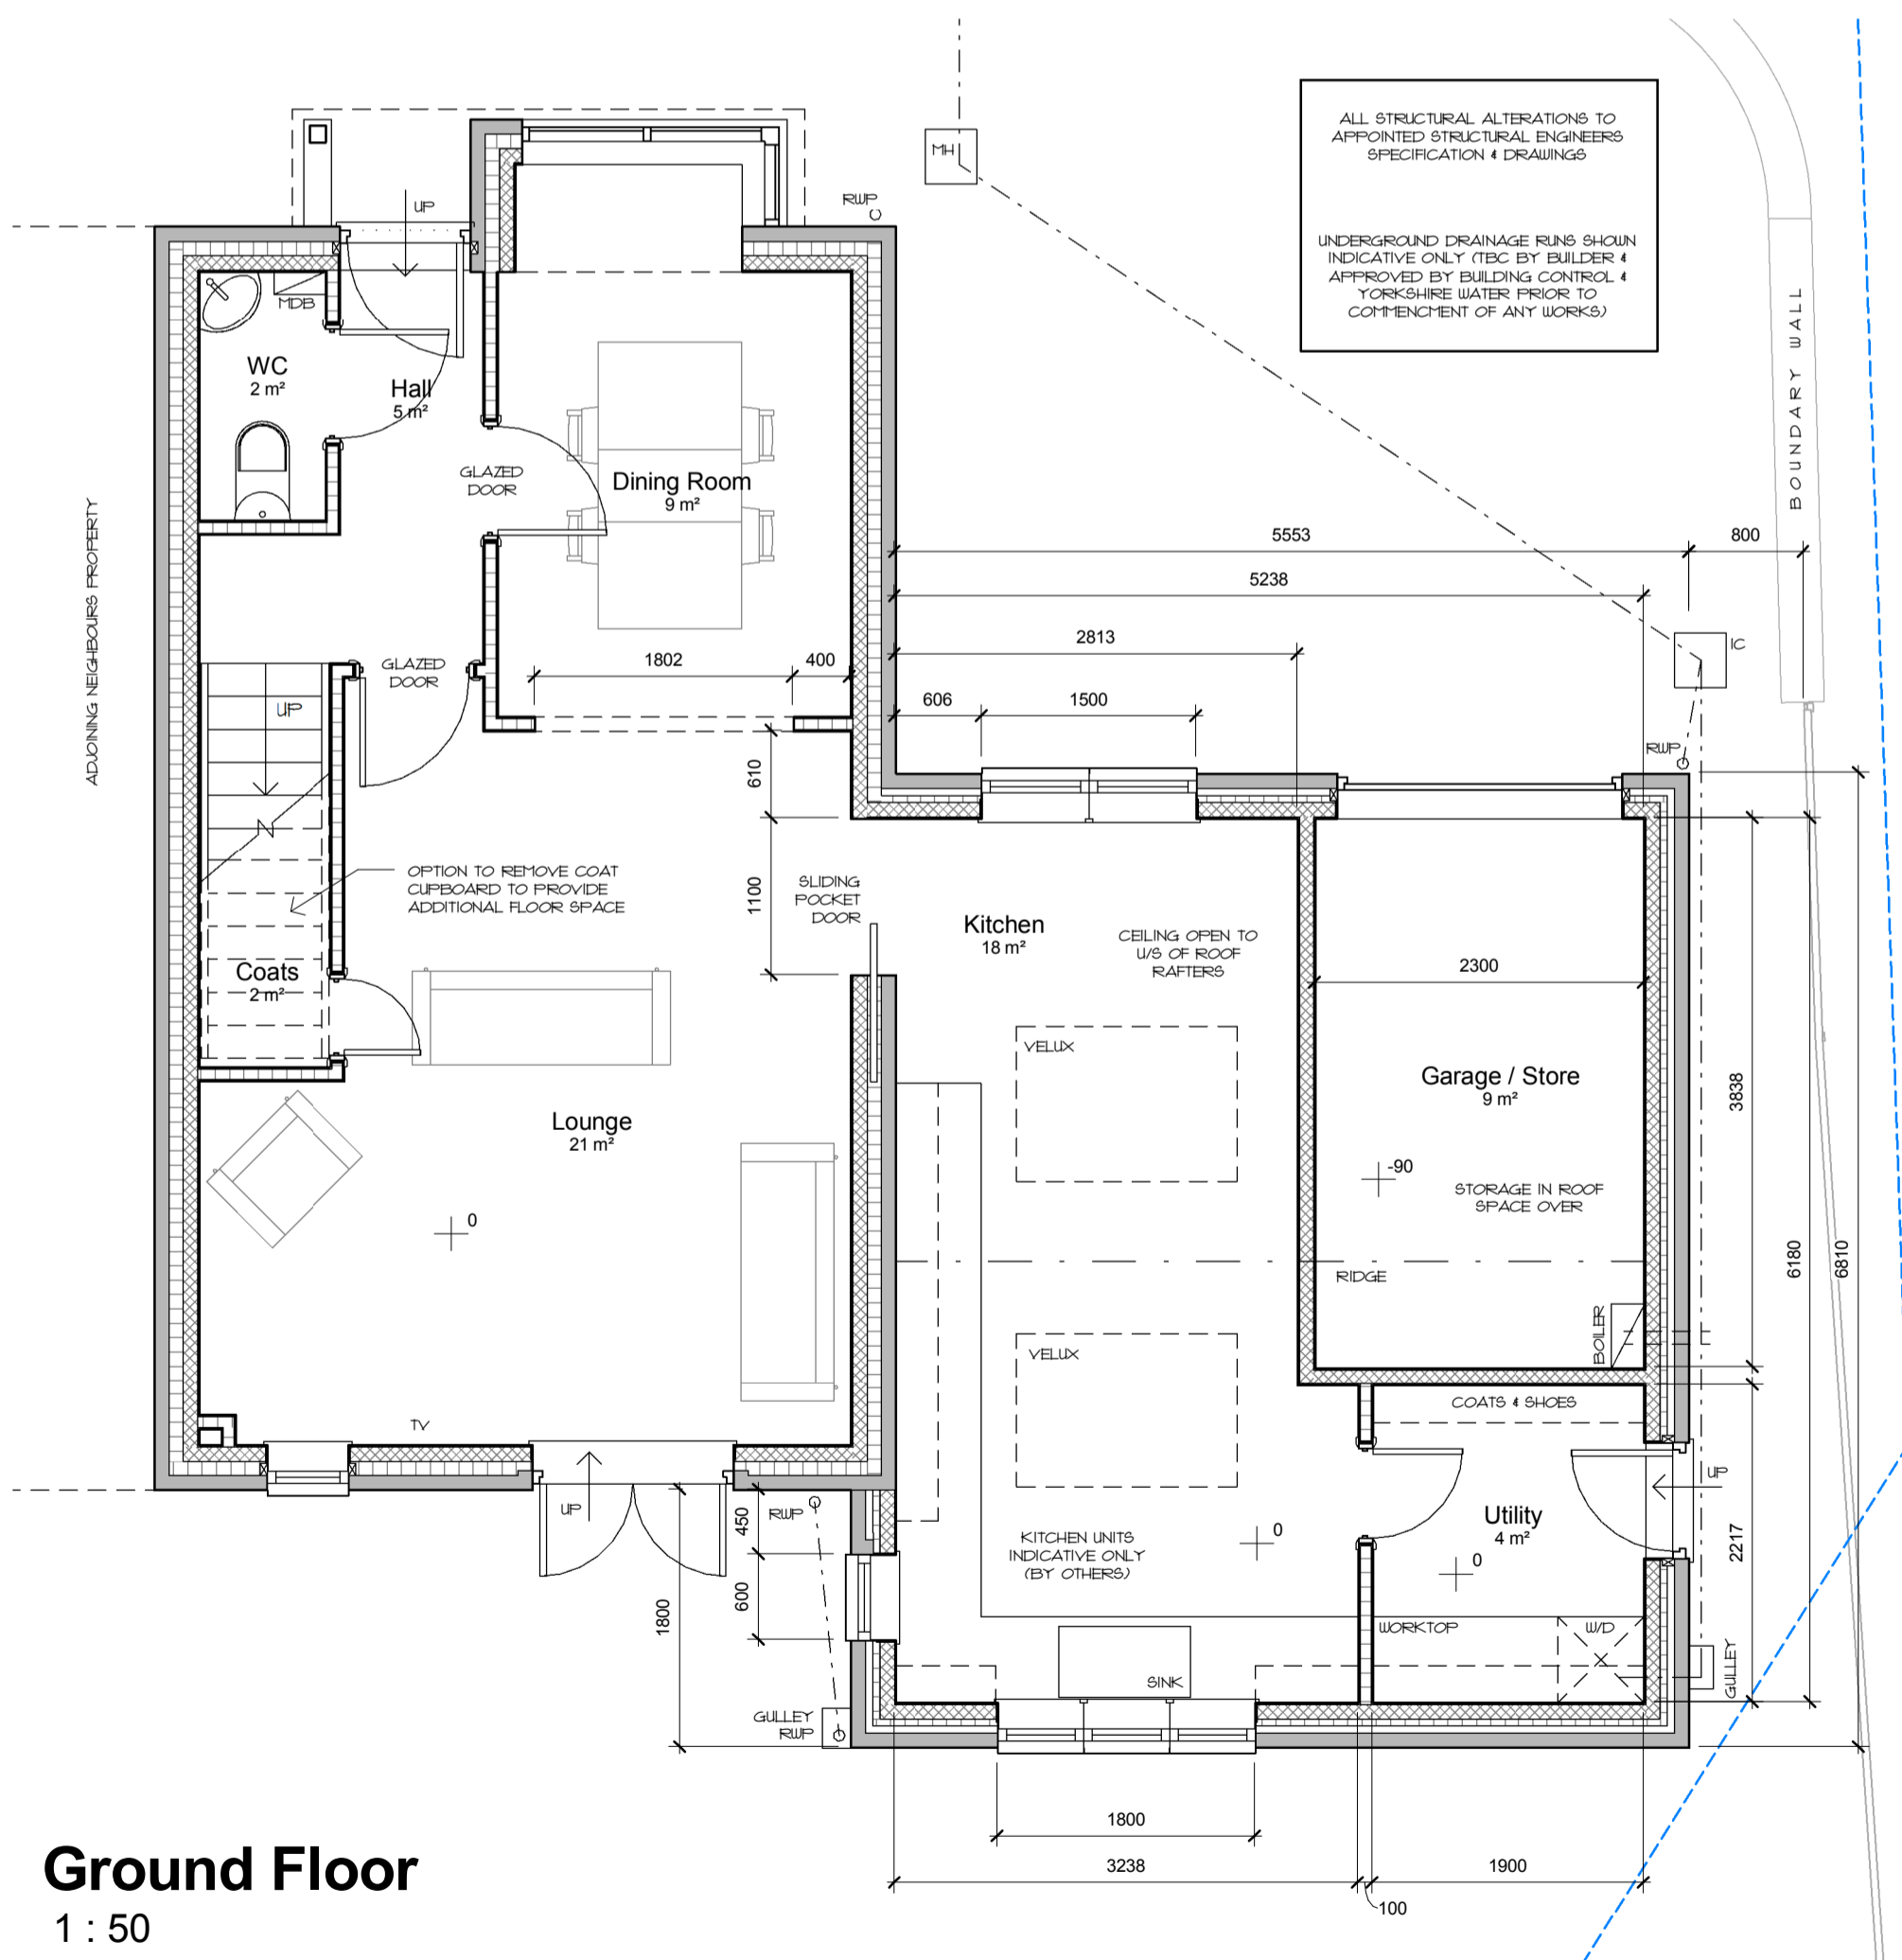 ALL STRUCTURAL ALTERATIONS TO
APPOINTED STRUCTURAL ENGINEERS
SPECIFICATION & DRAWINGS
UNDERGROUND DRAINAGE RUNS SHOWN
INDICATIVE ONLY (TBC BY BUILDER &
APPROVED BY BUILDING CONTROL &
YORKSHIRE WATER PRIOR TO
COMMENCMENT OF ANY WORKS)
MH
RWP
UP
MDB
WC
2 m²
Hall
5 m²
GLAZED
DOOR
Dining Room
9 m²
BOUNDARY WALL
ADJOINING NEIGHBOURS PROPERTY
5553
800
5238
2813
1802
400
606
1500
IC
RWP
GLAZED
DOOR
UP
610
1100
SLIDING
POCKET
DOOR
OPTION TO REMOVE COAT
CUPBOARD TO PROVIDE
ADDITIONAL FLOOR SPACE
Kitchen
18 m²
CEILING OPEN TO
U/S OF ROOF
RAFTERS
2300
Coats
2 m²
VELUX
Garage / Store
9 m²
3838
Lounge
21 m²
-90
STORAGE IN ROOF
SPACE OVER
0
RIDGE
6180
6810
BOILER
VELUX
TV
COATS & SHOES
UP
UP
RWP
450
600
1800
KITCHEN UNITS
INDICATIVE ONLY
(BY OTHERS)
0
Utility
4 m²
0
2217
WORKTOP
W/D
SINK
GULLEY
GULLEY
RWP
1800
3238
1900
100
Ground Floor
1 : 50